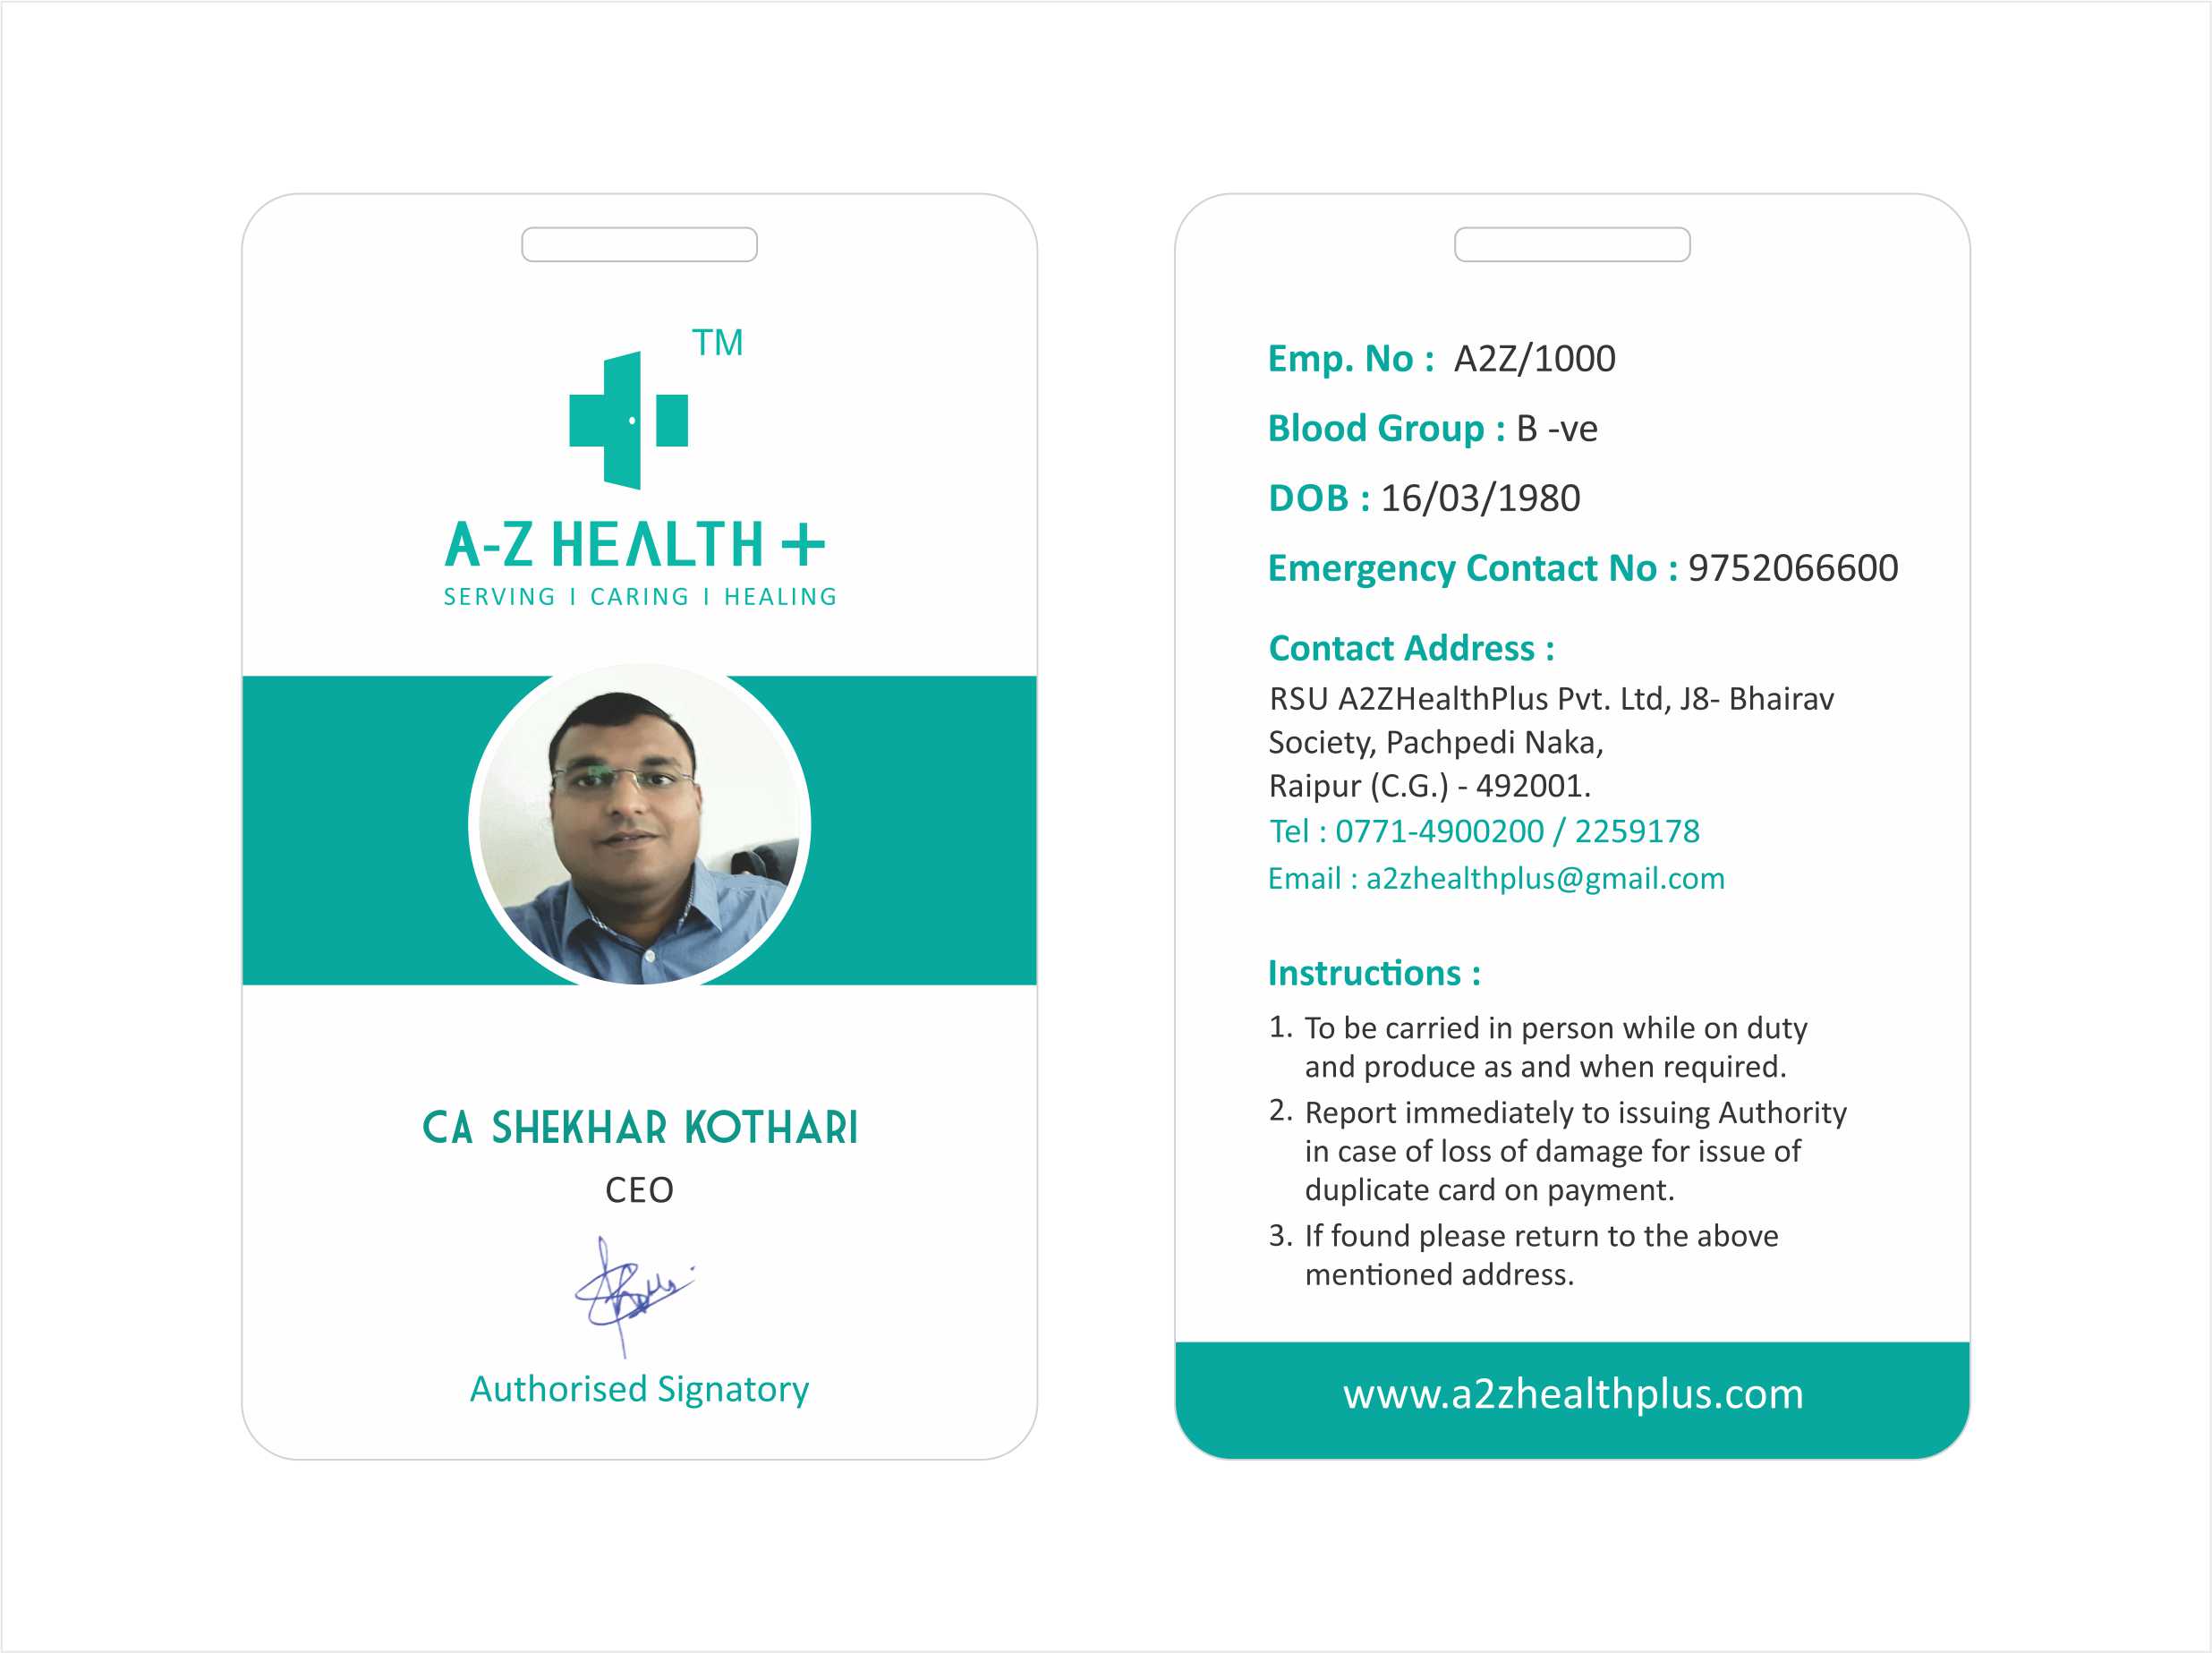 TM
A-Z HEALTH +
SERVING I CARING I HEALING
CA SHEKHAR KOTHARI
CEO
Authorised Signatory
Emp. No : A2Z/1000
Blood Group : B -ve
DOB : 16/03/1980
Emergency Contact No : 9752066600
Contact Address :
RSU A2ZHealthPlus Pvt. Ltd, J8- Bhairav
Society, Pachpedi Naka,
Raipur (C.G.) - 492001.
Tel : 0771-4900200 / 2259178
Email : a2zhealthplus@gmail.com
Instructions :
1. To be carried in person while on duty
and produce as and when required.
2. Report immediately to issuing Authority
in case of loss of damage for issue of
duplicate card on payment.
3. If found please return to the above
mentioned address.
www.a2zhealthplus.com